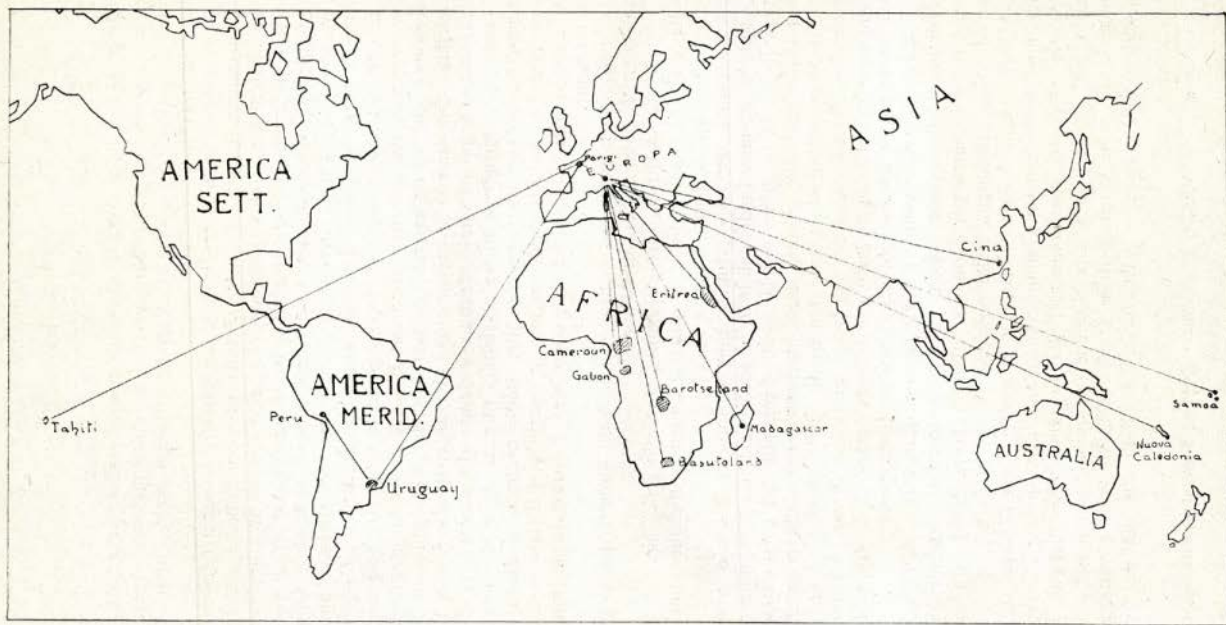 AMERICA
SETT.
Parigi
EUROPA
ASIA
Cina
AFRICA
Eritrea
Cameroun
Gabon
Barotseland
Madagascar
Basutoland
AMERICA
MERID.
Peru
Uruguay
Tahiti
Samoa
Nuova
Caledonia
AUSTRALIA